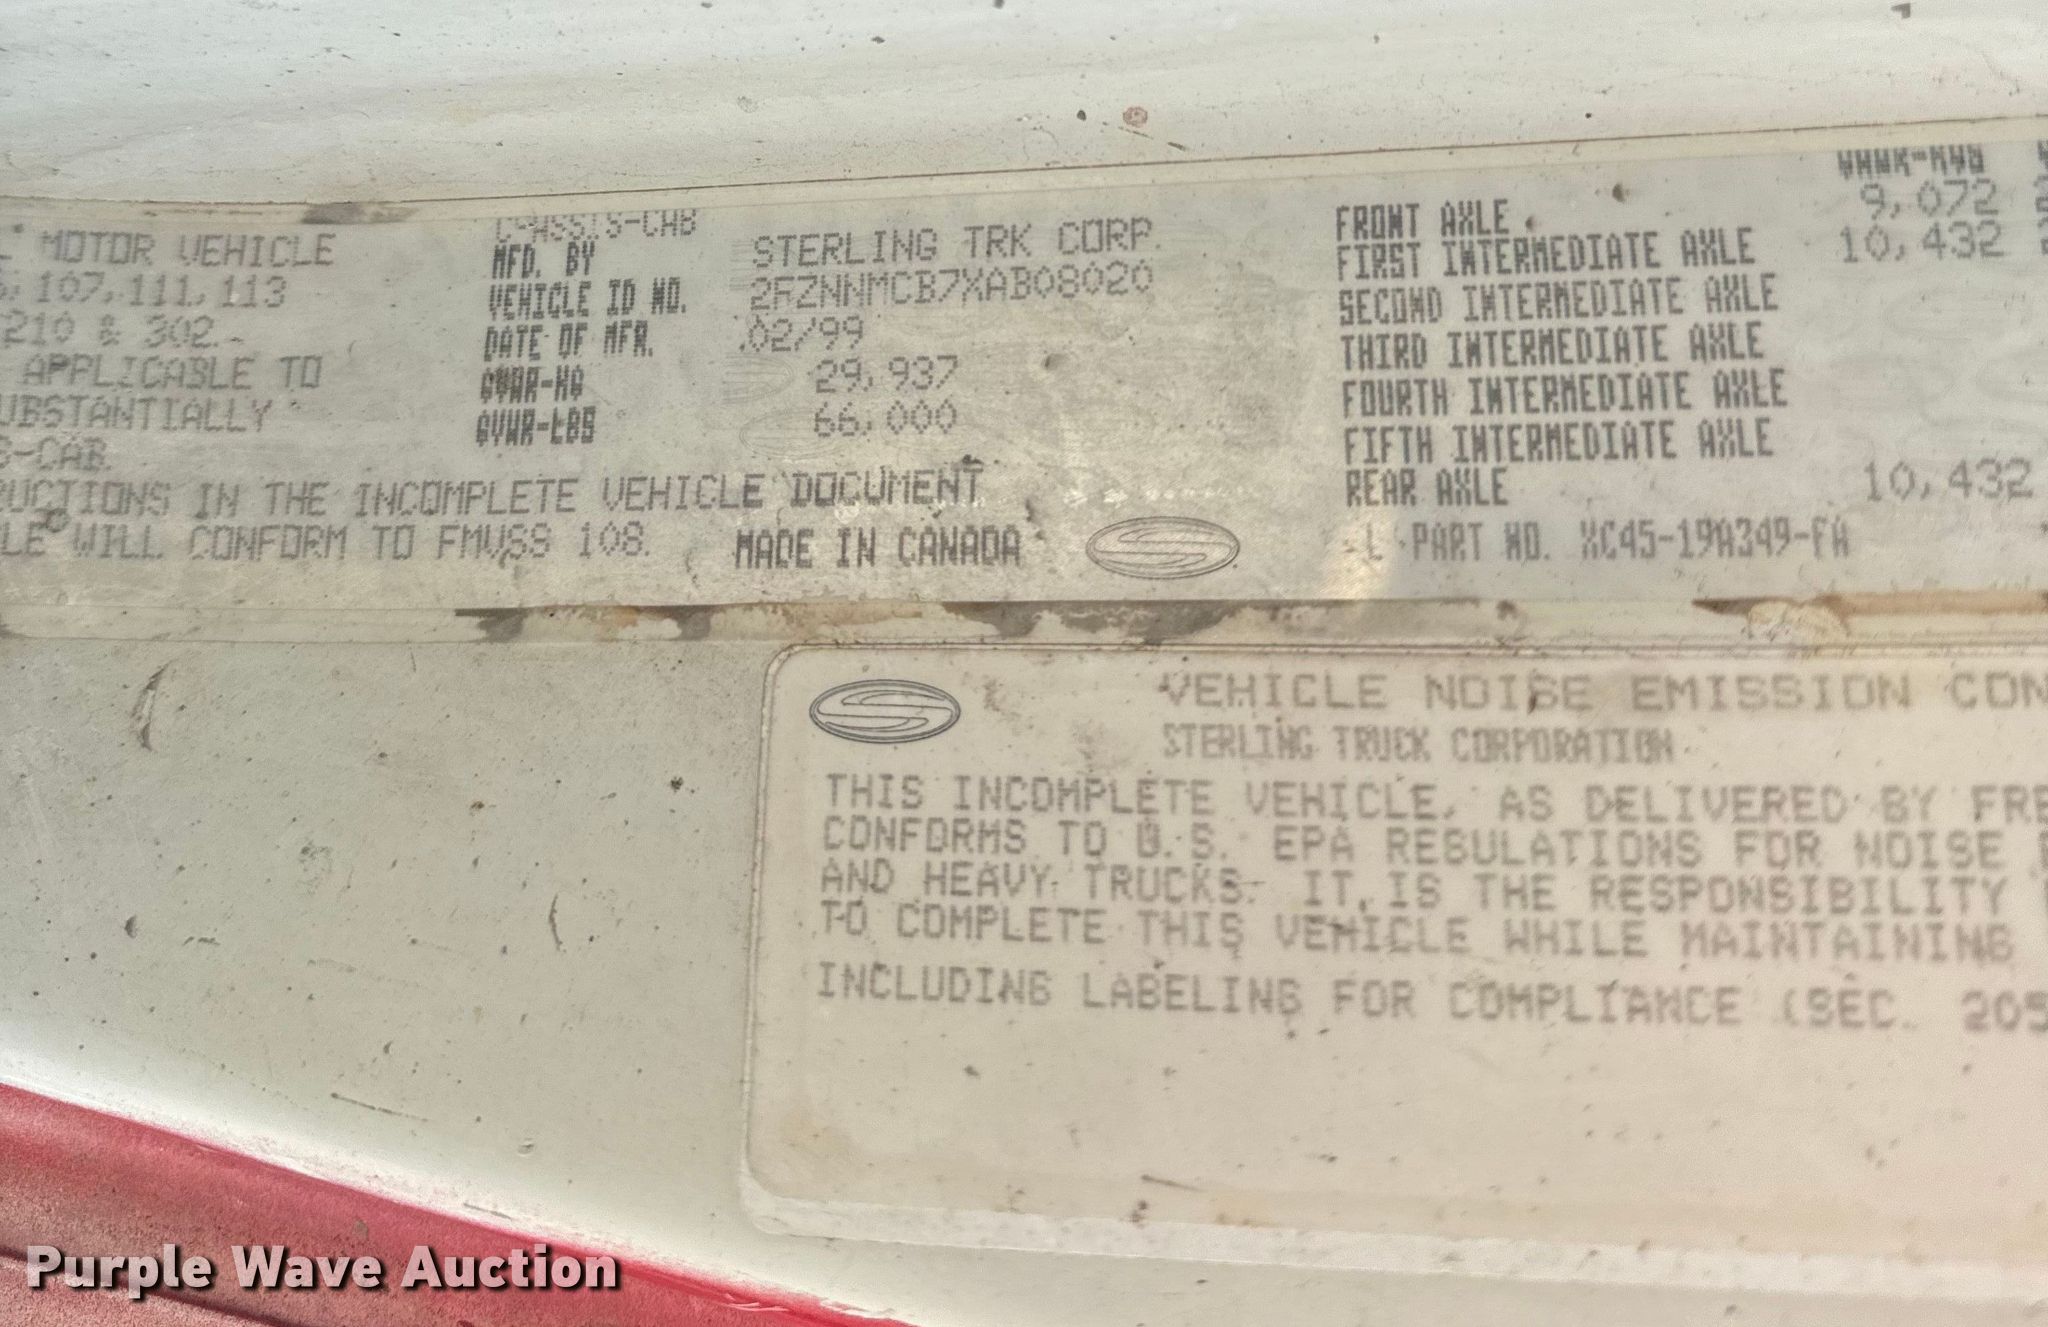 MOTOR VEHICLE
107, 111, 113
210 & 302.
APPLICABLE TO
UBSTANTIALLY
S-CAB
RUCTIONS IN THE INCOMPLETE VEHICLE DOCUMENT
LE WILL CONFORM TO FMVSS 108.
CHASSIS-CAB
MFD. BY STERLING TRK CORP.
VEHICLE ID NO. 2FZNNMCB7XAB08020
DATE OF MFR. 02/99
GVWR-KG 29,937
GVWR-LBS 66,000
MADE IN CANADA
GAWR-KGS
FRONT AXLE 9,072
FIRST INTERMEDIATE AXLE 10,432
SECOND INTERMEDIATE AXLE
THIRD INTERMEDIATE AXLE
FOURTH INTERMEDIATE AXLE
FIFTH INTERMEDIATE AXLE
REAR AXLE 10,432
L PART NO. XC45-19A349-FA
VEHICLE NOISE EMISSION CON
STERLING TRUCK CORPORATION
THIS INCOMPLETE VEHICLE, AS DELIVERED BY FRE
CONFORMS TO U.S. EPA REGULATIONS FOR NOISE
AND HEAVY TRUCKS. IT IS THE RESPONSIBILITY
TO COMPLETE THIS VEHICLE WHILE MAINTAINING
INCLUDING LABELING FOR COMPLIANCE (SEC. 205
Purple Wave Auction